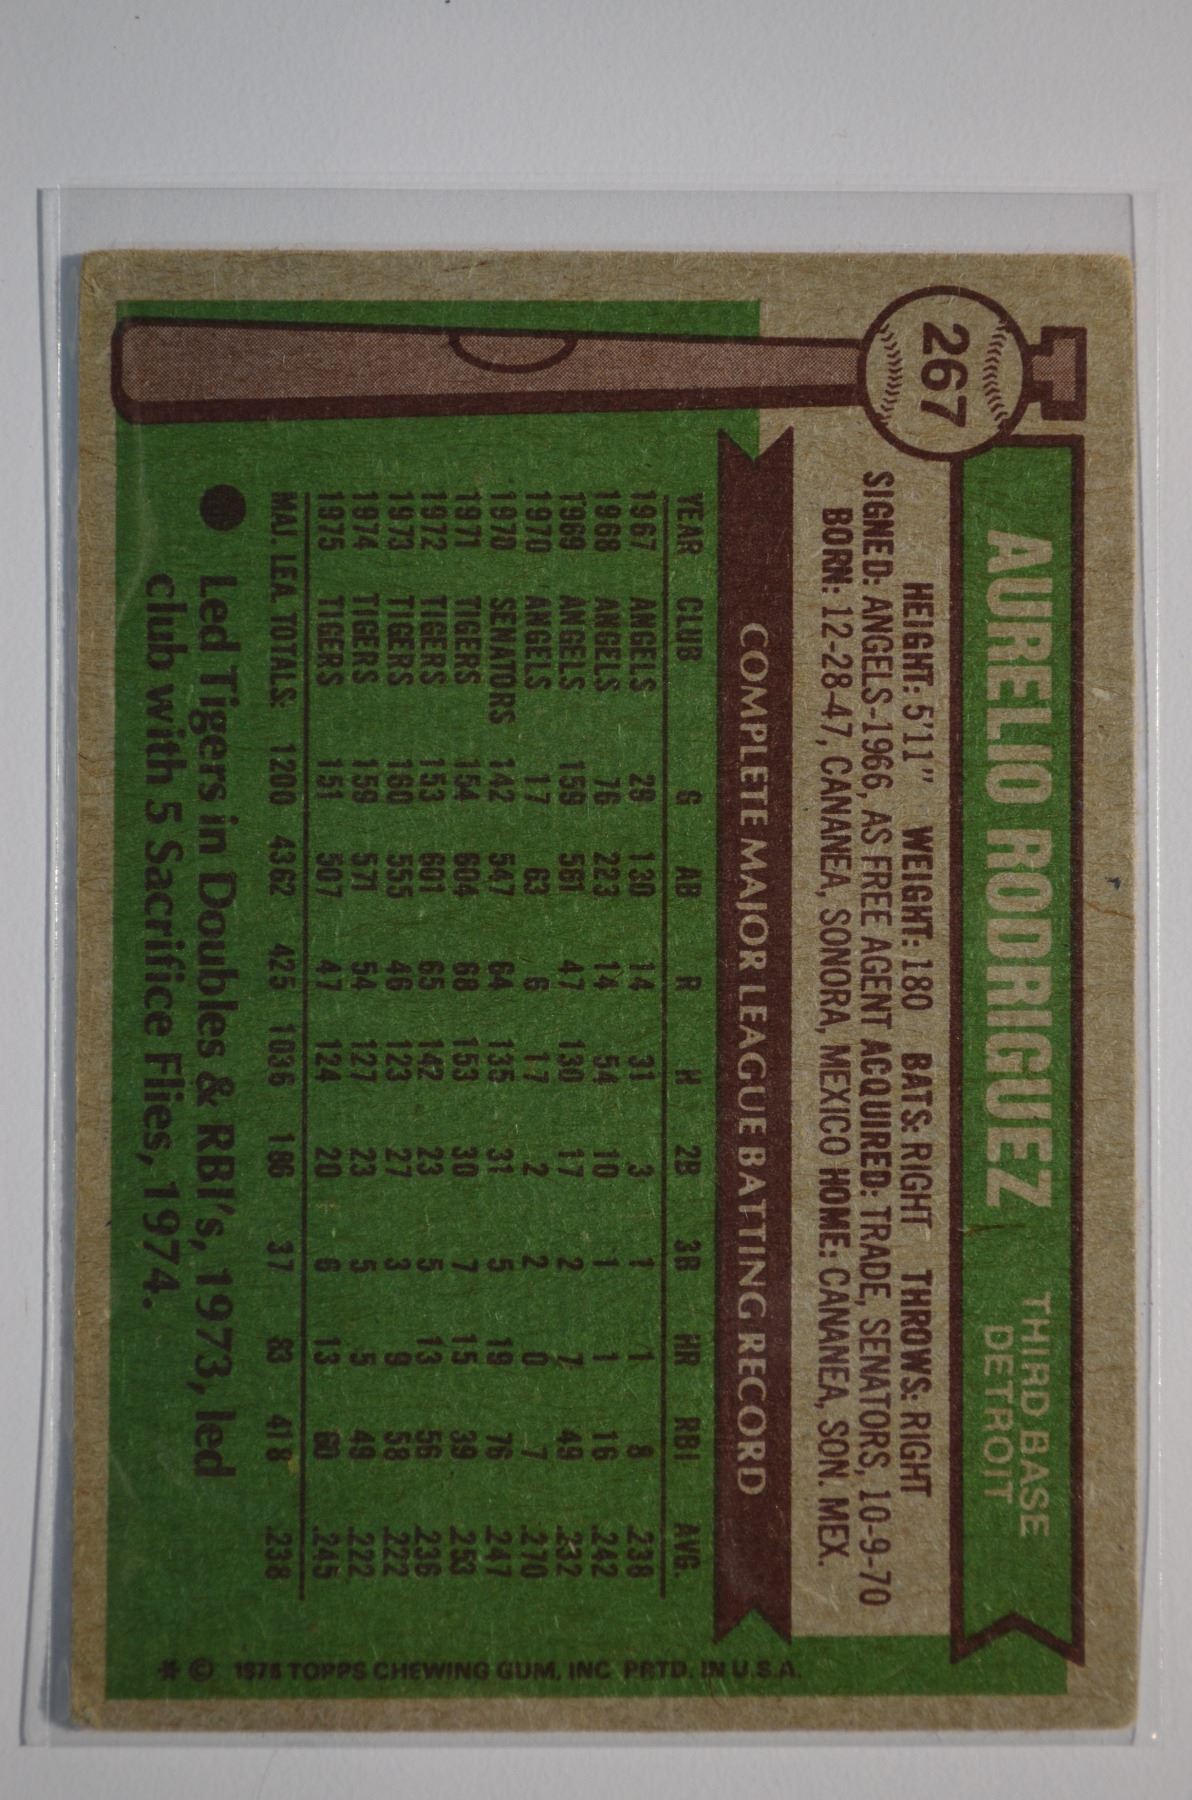 267
AURELIO RODRIGUEZ
THIRD BASE
DETROIT
HEIGHT: 5'11" WEIGHT: 180 BATS: RIGHT THROWS: RIGHT
SIGNED: ANGELS-1966, AS FREE AGENT ACQUIRED: TRADE, SENATORS, 10-9-70
BORN: 12-28-47, CANANEA, SONORA, MEXICO HOME: CANANEA, SON. MEX.
COMPLETE MAJOR LEAGUE BATTING RECORD
YEAR CLUB G AB R H 2B 3B HR RBI AVG.
1967 ANGELS 29 130 14 31 3 1 1 8 .238
1968 ANGELS 76 223 14 54 10 1 1 16 .242
1969 ANGELS 159 561 47 130 17 2 7 49 .232
1970 ANGELS 17 63 6 17 2 2 0 7 .270
1970 SENATORS 142 547 64 135 31 5 19 76 .247
1971 TIGERS 154 604 68 153 30 7 15 39 .253
1972 TIGERS 153 601 65 142 23 5 13 56 .236
1973 TIGERS 160 555 46 123 27 3 9 58 .222
1974 TIGERS 159 571 54 127 23 5 5 49 .222
1975 TIGERS 151 507 47 124 20 6 13 60 .245
MAJ. LEA. TOTALS: 1200 4362 425 1036 186 37 83 418 .238
● Led Tigers in Doubles & RBI's, 1973, led
club with 5 Sacrifice Flies, 1974.
* © 1976 TOPPS CHEWING GUM, INC PRTD. IN U.S.A.